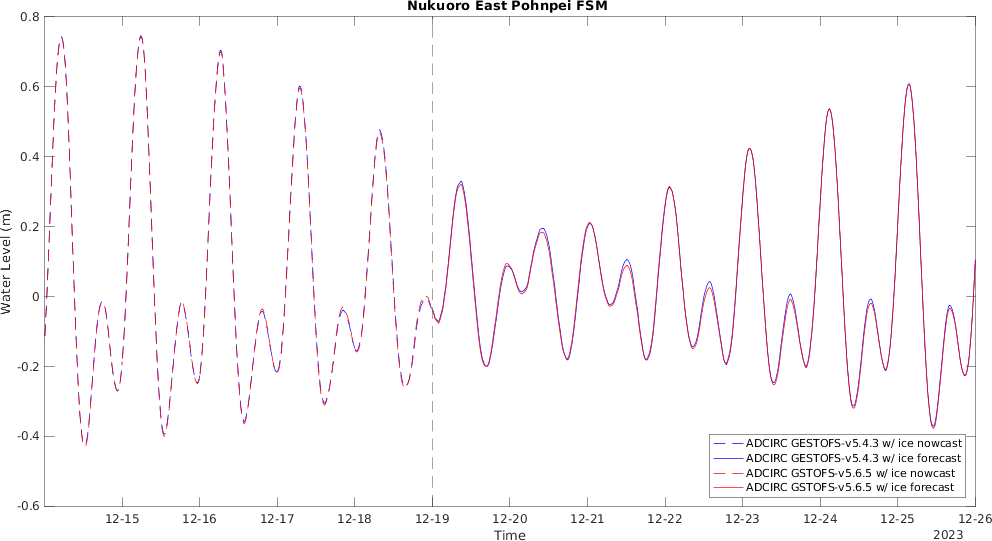 Nukuoro East Pohnpei FSM
Water Level (m)
0.8
0.6
0.4
0.2
0
-0.2
-0.4
-0.6
ADCIRC GESTOFS-v5.4.3 w/ ice nowcast
ADCIRC GESTOFS-v5.4.3 w/ ice forecast
ADCIRC GSTOFS-v5.6.5 w/ ice nowcast
ADCIRC GSTOFS-v5.6.5 w/ ice forecast
12-15 12-16 12-17 12-18 12-19 12-20 12-21 12-22 12-23 12-24 12-25 12-26
Time
2023